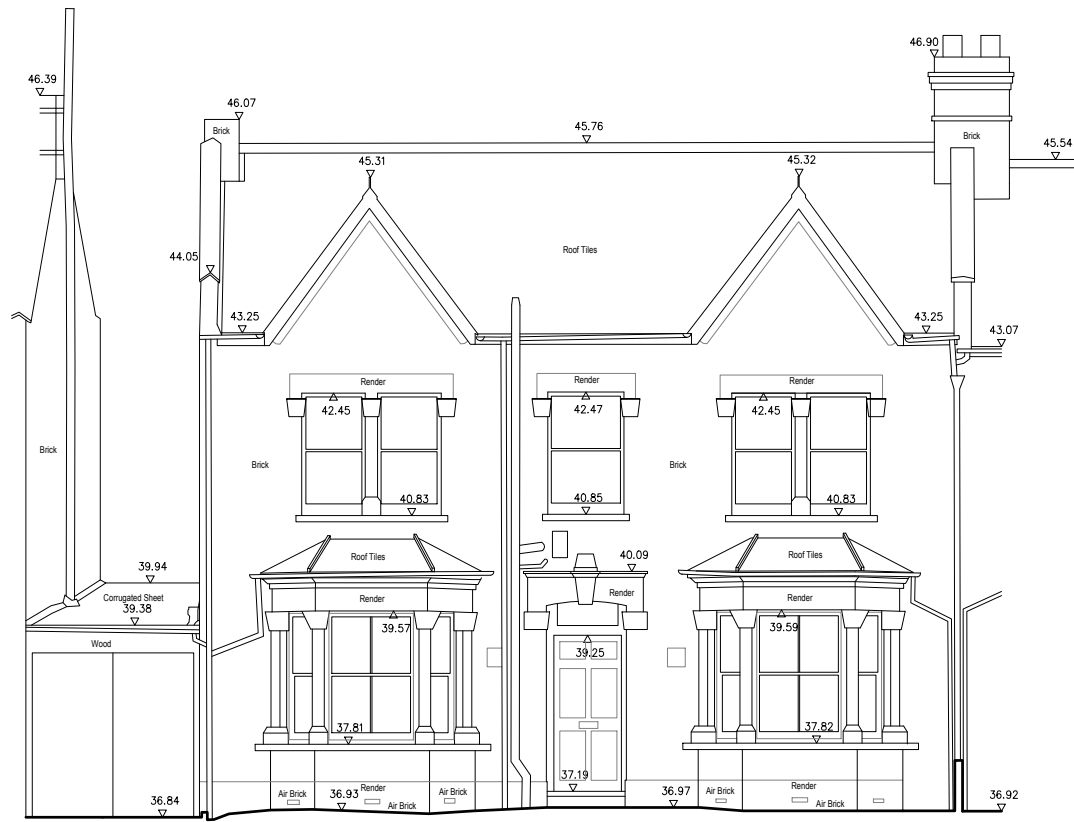 46.90
46.39
46.07
Brick
45.76
Brick
45.54
45.31
45.32
Roof Tiles
44.05
43.25
43.25
43.07
Render
Render
Render
42.45
42.47
42.45
Brick
Brick
Brick
40.83
40.85
40.83
Roof Tiles
40.09
Roof Tiles
39.94
Corrugated Sheet
39.38
Render
Render
Render
39.57
39.59
Wood
39.25
37.81
37.82
37.19
Air Brick
Render
Air Brick
Air Brick
Render
36.84
36.93
Air Brick
36.97
Air Brick
36.92